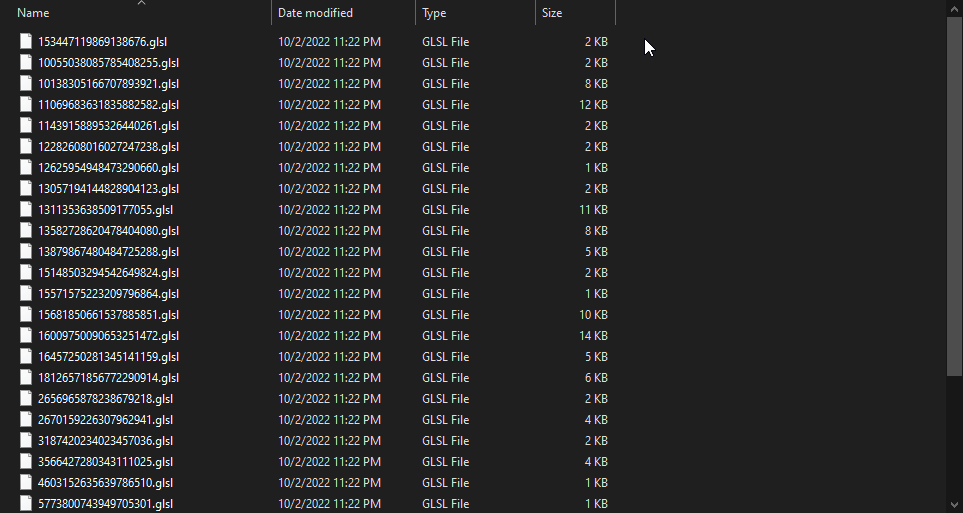 Name Date modified Type Size
153447119869138676.glsl 10/2/2022 11:22 PM GLSL File 2 KB
10055038085785408255.glsl 10/2/2022 11:22 PM GLSL File 2 KB
10138305166707893921.glsl 10/2/2022 11:22 PM GLSL File 8 KB
11069683631835882582.glsl 10/2/2022 11:22 PM GLSL File 12 KB
11439158895326440261.glsl 10/2/2022 11:22 PM GLSL File 2 KB
12282608016027247238.glsl 10/2/2022 11:22 PM GLSL File 2 KB
12625954948473290660.glsl 10/2/2022 11:22 PM GLSL File 1 KB
13057194144828904123.glsl 10/2/2022 11:22 PM GLSL File 2 KB
1311353638509177055.glsl 10/2/2022 11:22 PM GLSL File 11 KB
13582728620478404080.glsl 10/2/2022 11:22 PM GLSL File 8 KB
13879867480484725288.glsl 10/2/2022 11:22 PM GLSL File 5 KB
15148503294542649824.glsl 10/2/2022 11:22 PM GLSL File 2 KB
15571575223209796864.glsl 10/2/2022 11:22 PM GLSL File 1 KB
15681850661537885851.glsl 10/2/2022 11:22 PM GLSL File 10 KB
16009750090653251472.glsl 10/2/2022 11:22 PM GLSL File 14 KB
16457250281345141159.glsl 10/2/2022 11:22 PM GLSL File 5 KB
18126571856772290914.glsl 10/2/2022 11:22 PM GLSL File 6 KB
2656965878238679218.glsl 10/2/2022 11:22 PM GLSL File 2 KB
2670159226307962941.glsl 10/2/2022 11:22 PM GLSL File 4 KB
3187420234023457036.glsl 10/2/2022 11:22 PM GLSL File 2 KB
3566427280343111025.glsl 10/2/2022 11:22 PM GLSL File 4 KB
4603152635639786510.glsl 10/2/2022 11:22 PM GLSL File 1 KB
5773800743949705301.glsl 10/2/2022 11:22 PM GLSL File 1 KB